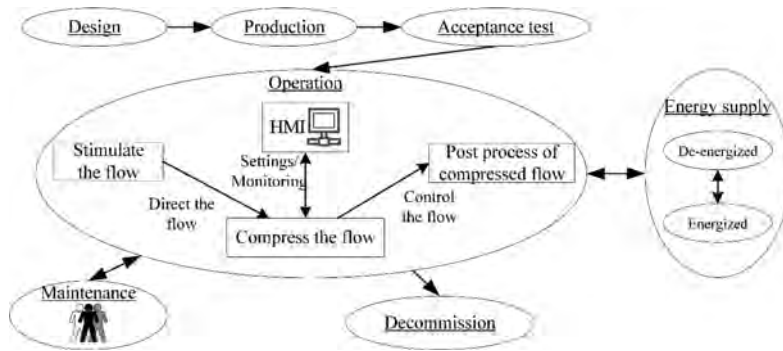 Design
Production
Acceptance test
Operation
HMI
Settings/
Monitoring
Stimulate
the flow
Direct the
flow
Compress the flow
Control
the flow
Post process of
compressed flow
Energy supply
De-energized
Energized
Maintenance
Decommission